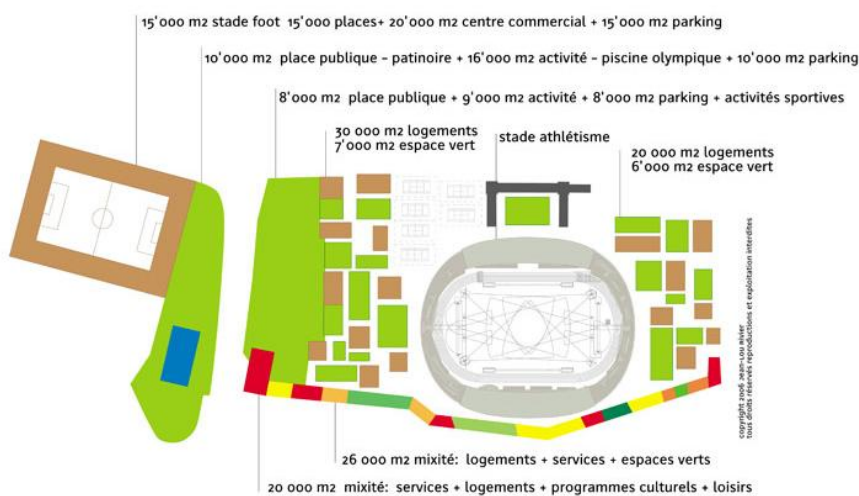 15'000 m2 stade foot 15'000 places+ 20'000 m2 centre commercial + 15'000 m2 parking
10'000 m2 place publique - patinoire + 16'000 m2 activité - piscine olympique + 10'000 m2 parking
8'000 m2 place publique + 9'000 m2 activité + 8'000 m2 parking + activités sportives
30 000 m2 logements
7'000 m2 espace vert
stade athlétisme
20 000 m2 logements
6'000 m2 espace vert
copyright 2006 Jean-Lou Rivier
tous droits réservés reproductions et exploitation interdites
26 000 m2 mixité: logements + services + espaces verts
20 000 m2 mixité: services + logements + programmes culturels + loisirs